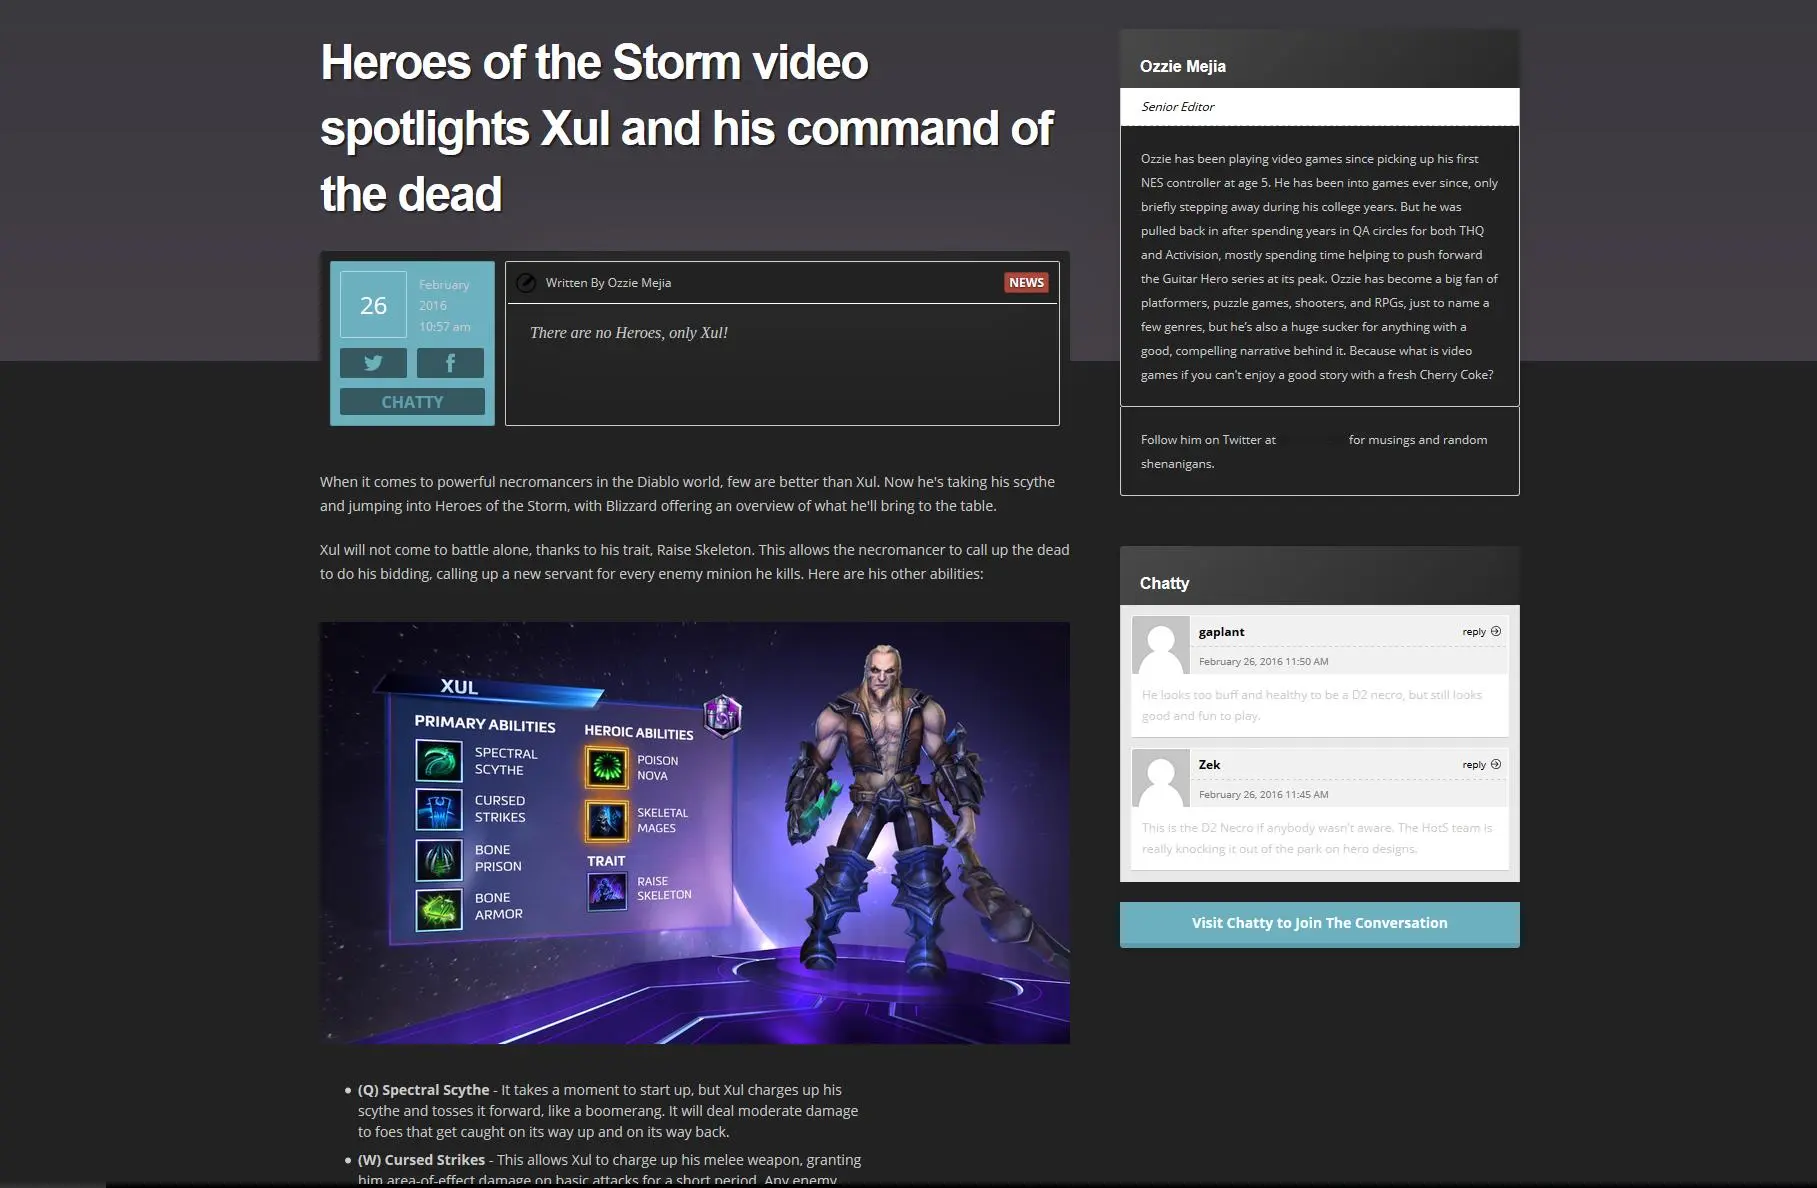 Heroes of the Storm video
spotlights Xul and his command of
the dead
26
February
2016
10:57 am
CHATTY
Written By Ozzie Mejia
NEWS
There are no Heroes, only Xul!
When it comes to powerful necromancers in the Diablo world, few are better than Xul. Now he's taking his scythe
and jumping into Heroes of the Storm, with Blizzard offering an overview of what he'll bring to the table.
Xul will not come to battle alone, thanks to his trait, Raise Skeleton. This allows the necromancer to call up the dead
to do his bidding, calling up a new servant for every enemy minion he kills. Here are his other abilities:
XUL
PRIMARY ABILITIES
SPECTRAL
SCYTHE
CURSED
STRIKES
BONE
PRISON
BONE
ARMOR
HEROIC ABILITIES
POISON
NOVA
SKELETAL
MAGES
TRAIT
RAISE
SKELETON
• (Q) Spectral Scythe - It takes a moment to start up, but Xul charges up his
scythe and tosses it forward, like a boomerang. It will deal moderate damage
to foes that get caught on its way up and on its way back.
• (W) Cursed Strikes - This allows Xul to charge up his melee weapon, granting
him area-of-effect damage on basic attacks for a short period. Any enemy
Ozzie Mejia
Senior Editor
Ozzie has been playing video games since picking up his first
NES controller at age 5. He has been into games ever since, only
briefly stepping away during his college years. But he was
pulled back in after spending years in QA circles for both THQ
and Activision, mostly spending time helping to push forward
the Guitar Hero series at its peak. Ozzie has become a big fan of
platformers, puzzle games, shooters, and RPGs, just to name a
few genres, but he's also a huge sucker for anything with a
good, compelling narrative behind it. Because what is video
games if you can't enjoy a good story with a fresh Cherry Coke?
Follow him on Twitter at for musings and random
shenanigans.
Chatty
gaplant
reply
February 26, 2016 11:50 AM
He looks too buff and healthy to be a D2 necro, but still looks
good and fun to play.
Zek
reply
February 26, 2016 11:45 AM
This is the D2 Necro if anybody wasn't aware. The HotS team is
really knocking it out of the park on hero designs.
Visit Chatty to Join The Conversation